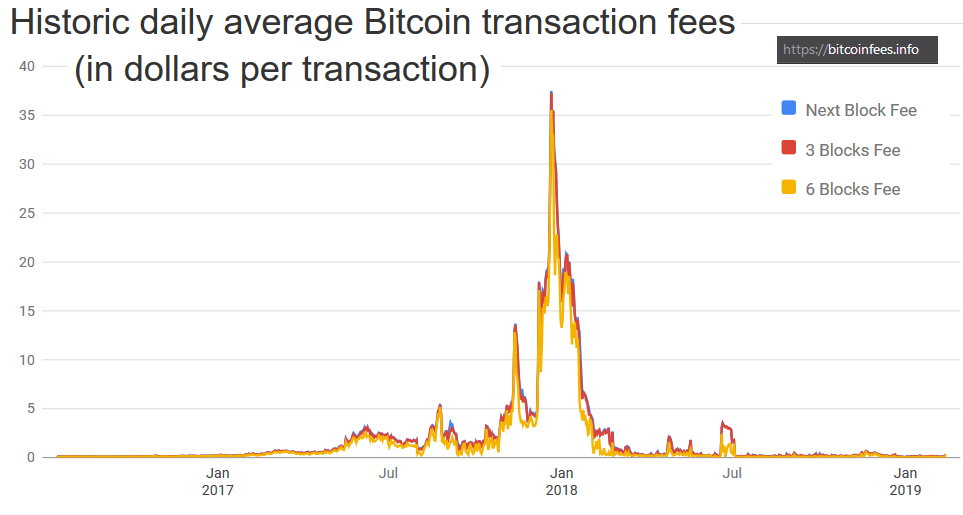 Historic daily average Bitcoin transaction fees
(in dollars per transaction)
https://bitcoinfees.info
Next Block Fee
3 Blocks Fee
6 Blocks Fee
40
35
30
25
20
15
10
5
0
Jan
2017
Jul
Jan
2018
Jul
Jan
2019